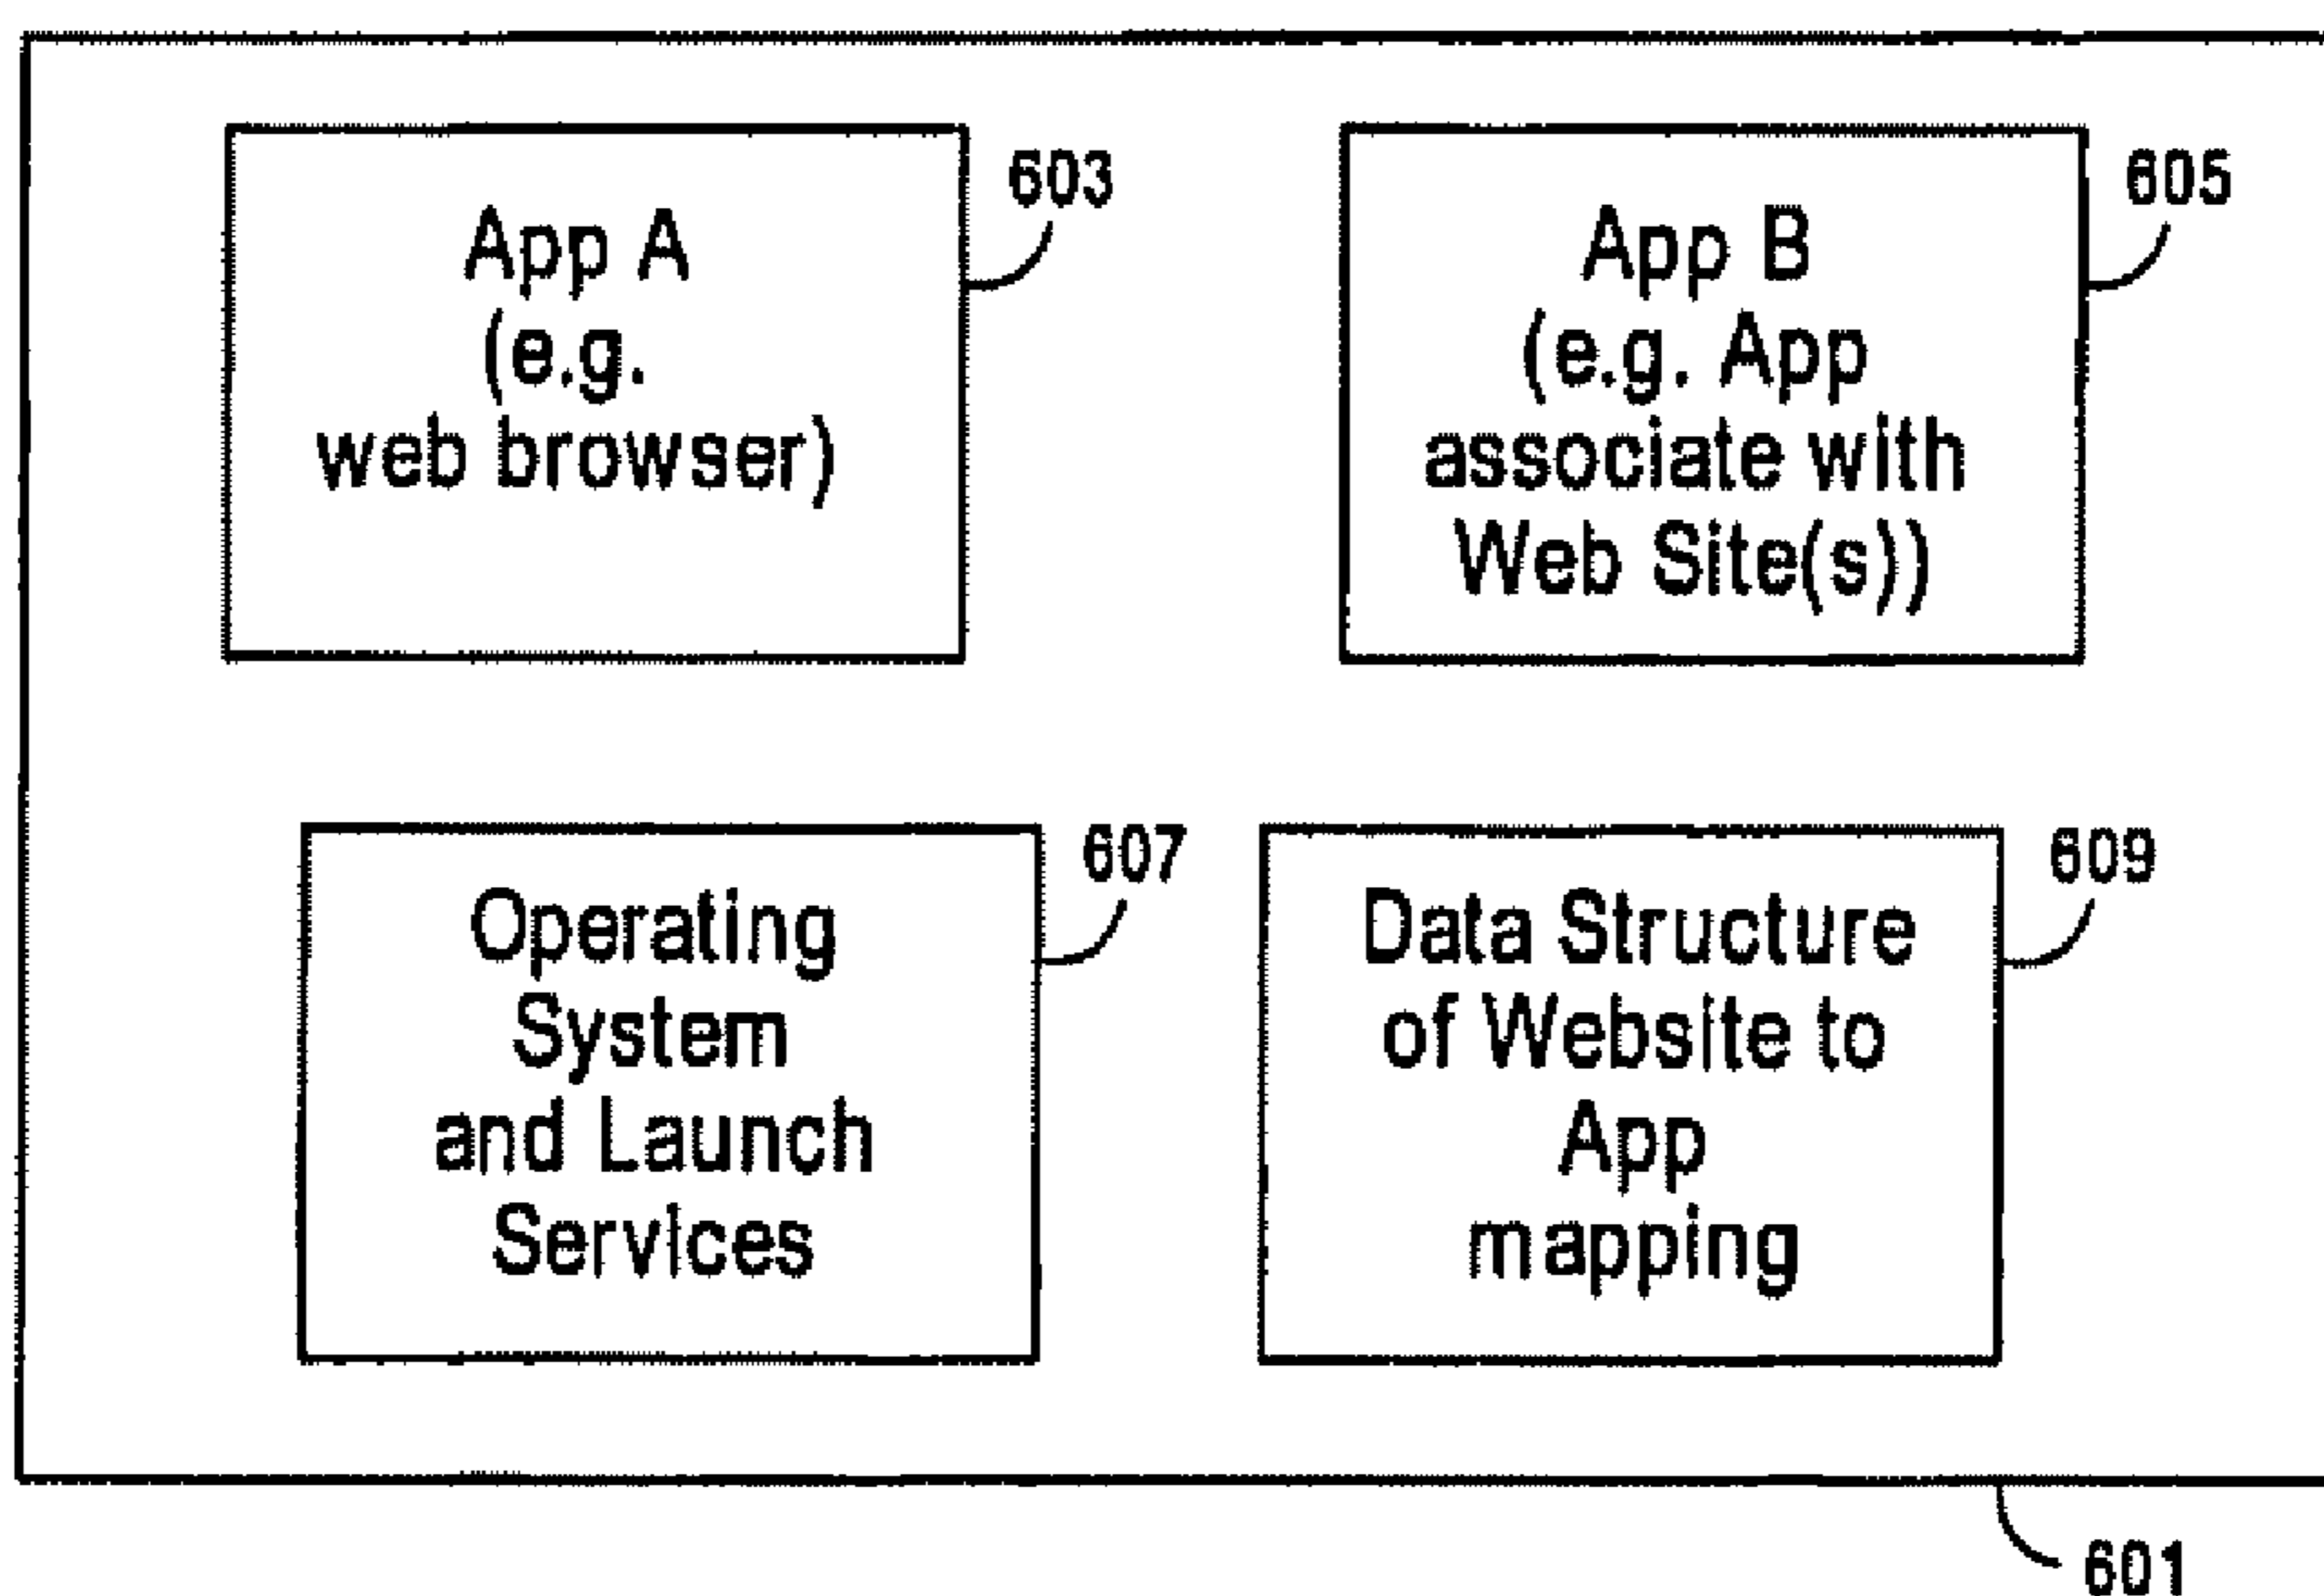 App A
(e.g.
web browser)
603
App B
(e.g. App
associate with
Web Site(s))
605
Operating
System
and Launch
Services
607
Data Structure
of Website to
App
mapping
609
601